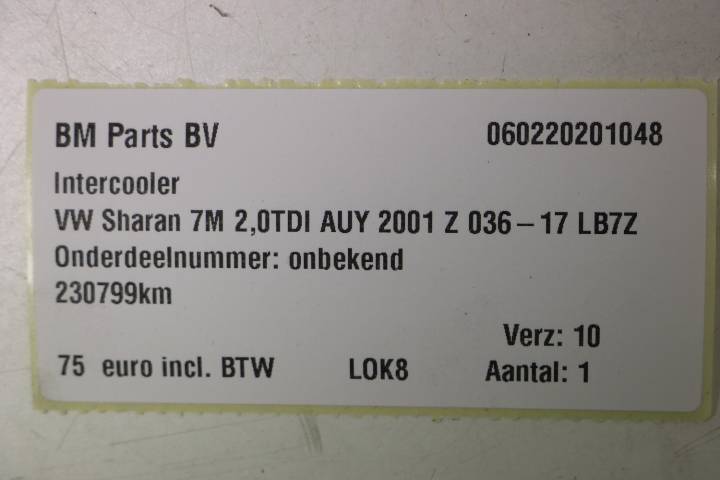 BM Parts BV 060220201048
Intercooler
VW Sharan 7M 2,0TDI AUY 2001 Z 036-17 LB7Z
Onderdeelnummer: onbekend
230799km
Verz: 10
75 euro incl. BTW LOK8 Aantal: 1